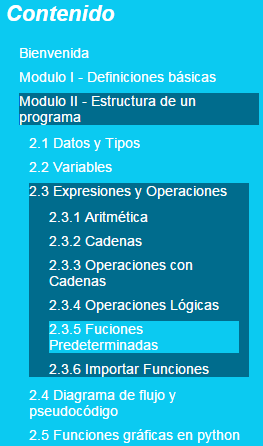 Contenido
Bienvenida
Modulo I - Definiciones básicas
Modulo II - Estructura de un
programa
2.1 Datos y Tipos
2.2 Variables
2.3 Expresiones y Operaciones
2.3.1 Aritmética
2.3.2 Cadenas
2.3.3 Operaciones con
Cadenas
2.3.4 Operaciones Lógicas
2.3.5 Fuciones
Predeterminadas
2.3.6 Importar Funciones
2.4 Diagrama de flujo y
pseudocódigo
2.5 Funciones gráficas en python